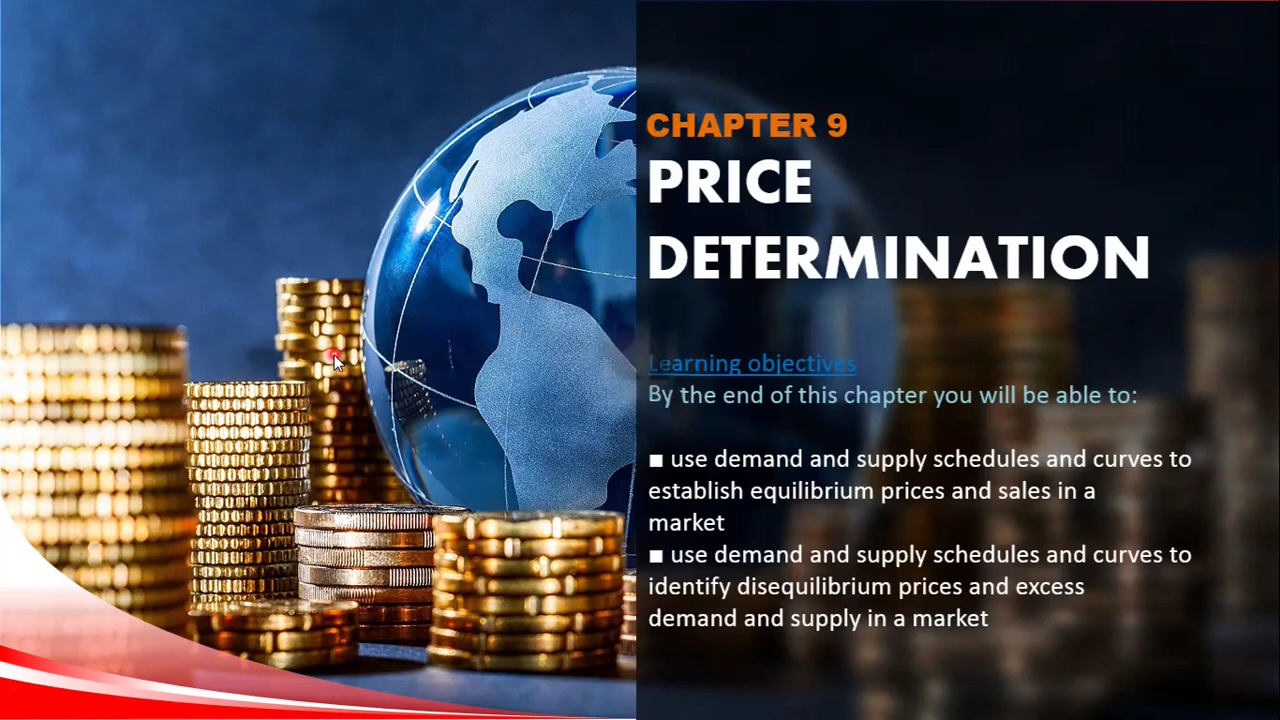 CHAPTER 9
PRICE
DETERMINATION
Learning objectives
By the end of this chapter you will be able to:
■ use demand and supply schedules and curves to
establish equilibrium prices and sales in a
market
■ use demand and supply schedules and curves to
identify disequilibrium prices and excess
demand and supply in a market